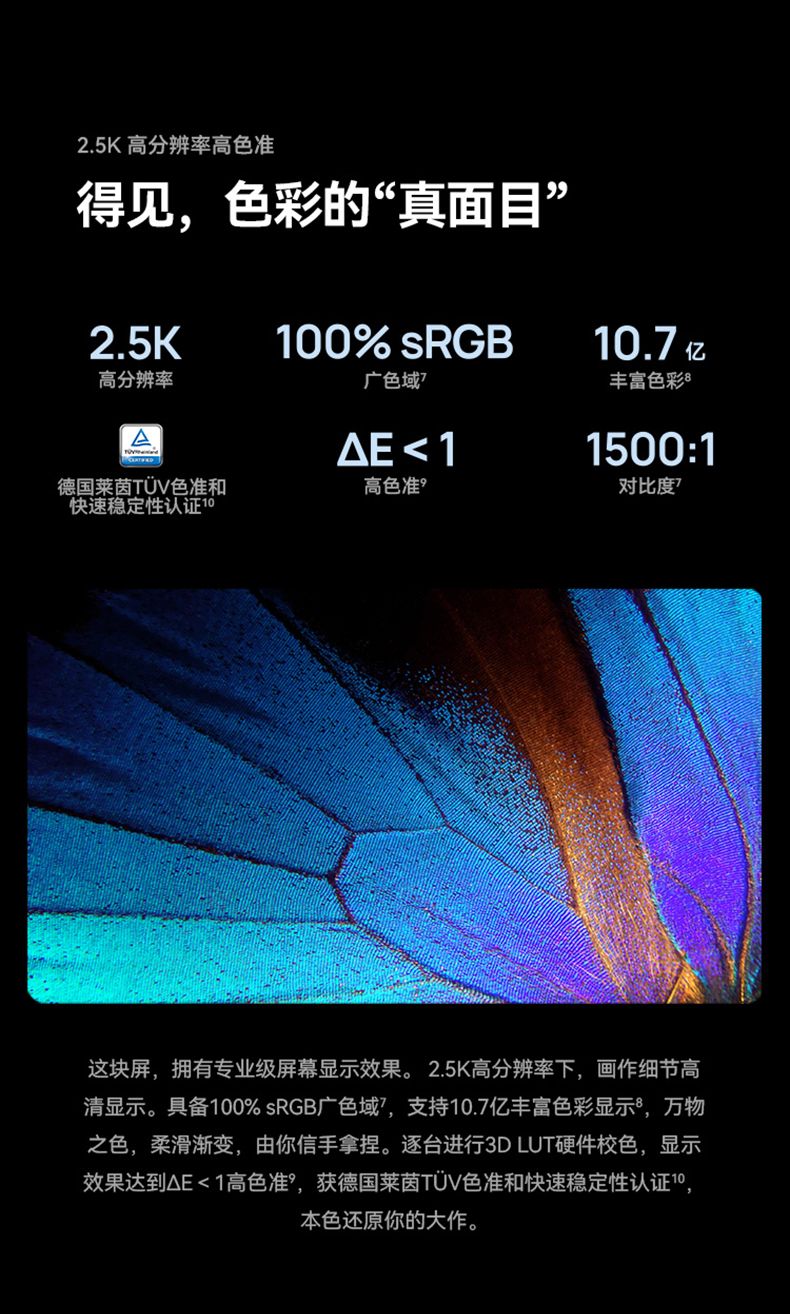 2.5K 高分辨率高色准
得见，色彩的“真面目”
2.5K
高分辨率
100% sRGB
广色域⁷
10.7 亿
丰富色彩⁸
TÜVRheinland
CERTIFIED
德国莱茵TÜV色准和
快速稳定性认证¹⁰
ΔE < 1
高色准⁹
1500:1
对比度⁷
这块屏，拥有专业级屏幕显示效果。 2.5K高分辨率下，画作细节高
清显示。具备100% sRGB广色域⁷，支持10.7亿丰富色彩显示⁸，万物
之色，柔滑渐变，由你信手拿捏。逐台进行3D LUT硬件校色，显示
效果达到ΔE < 1高色准⁹，获德国莱茵TÜV色准和快速稳定性认证¹⁰，
本色还原你的大作。